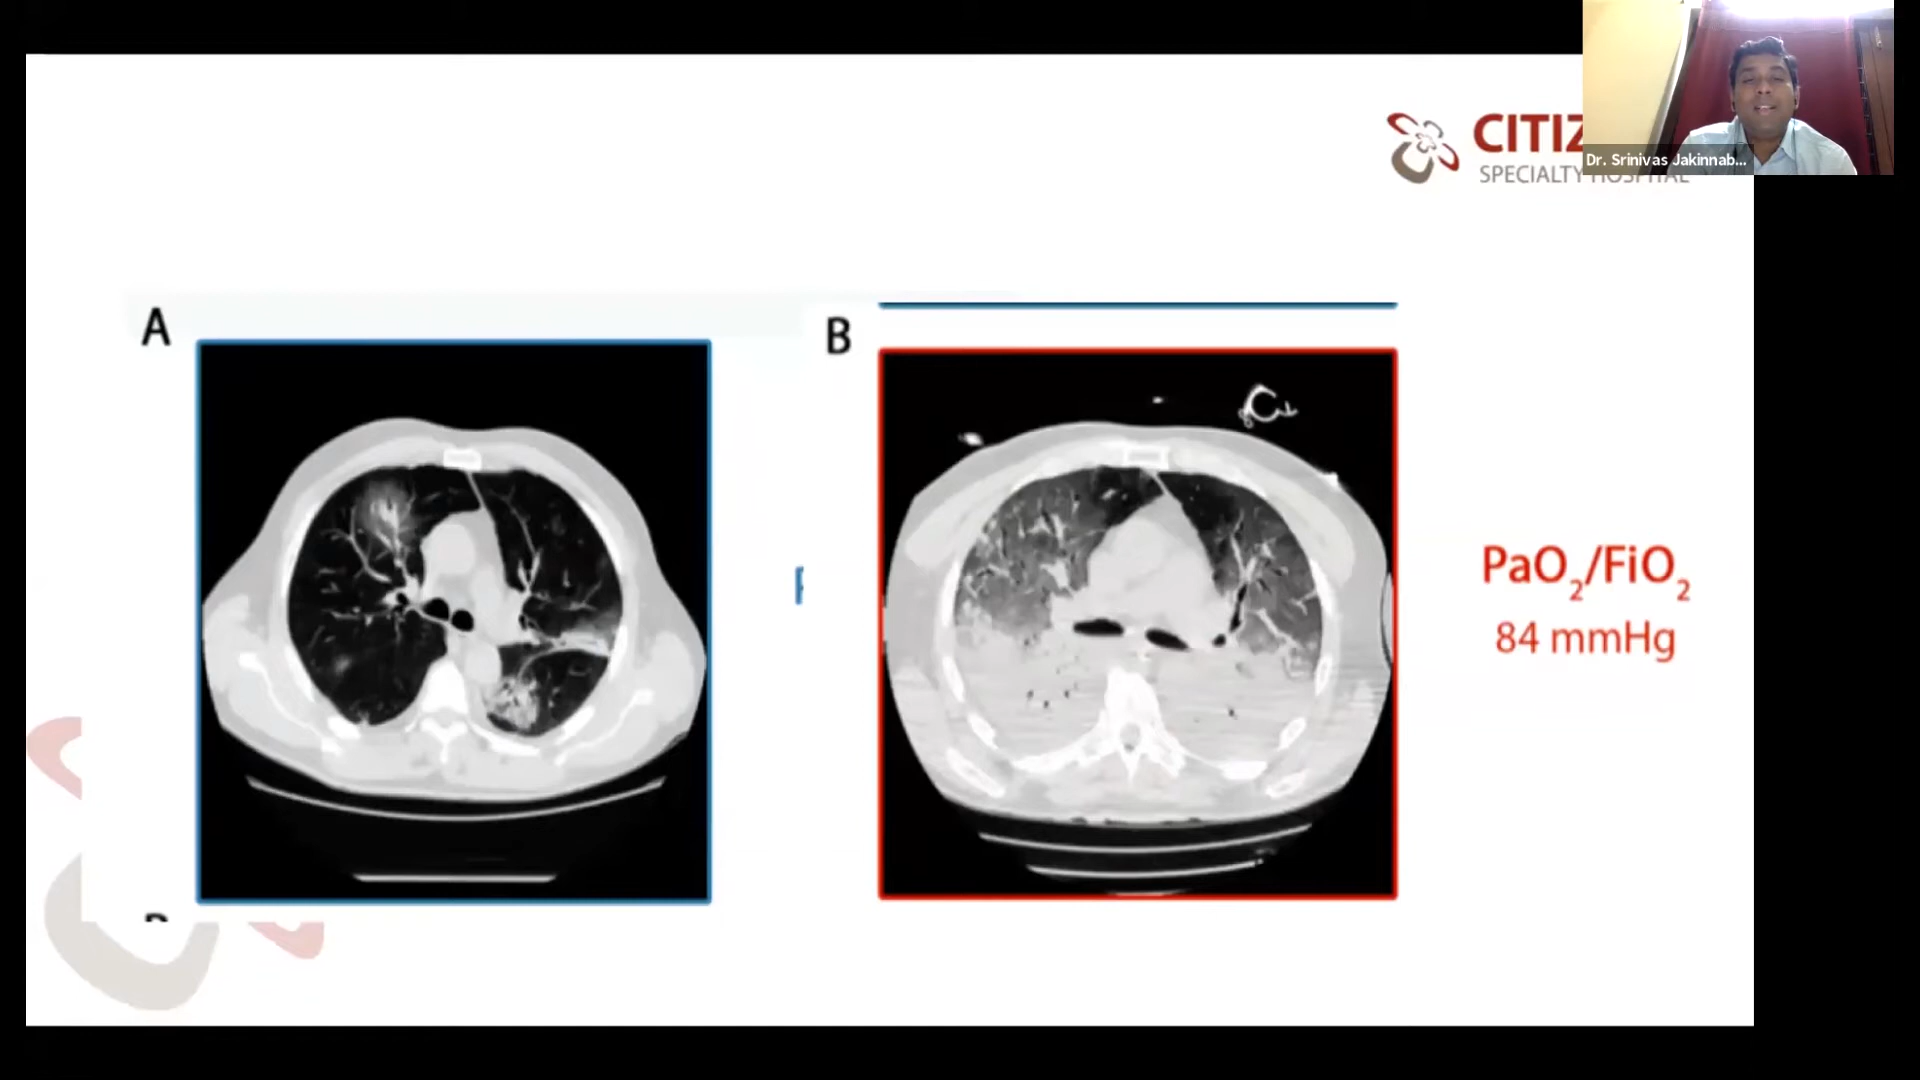 CITIZ
SPECIALTY HOSPITAL
Dr. Srinivas Jakinnab...
A
B
PaO₂/FiO₂
84 mmHg